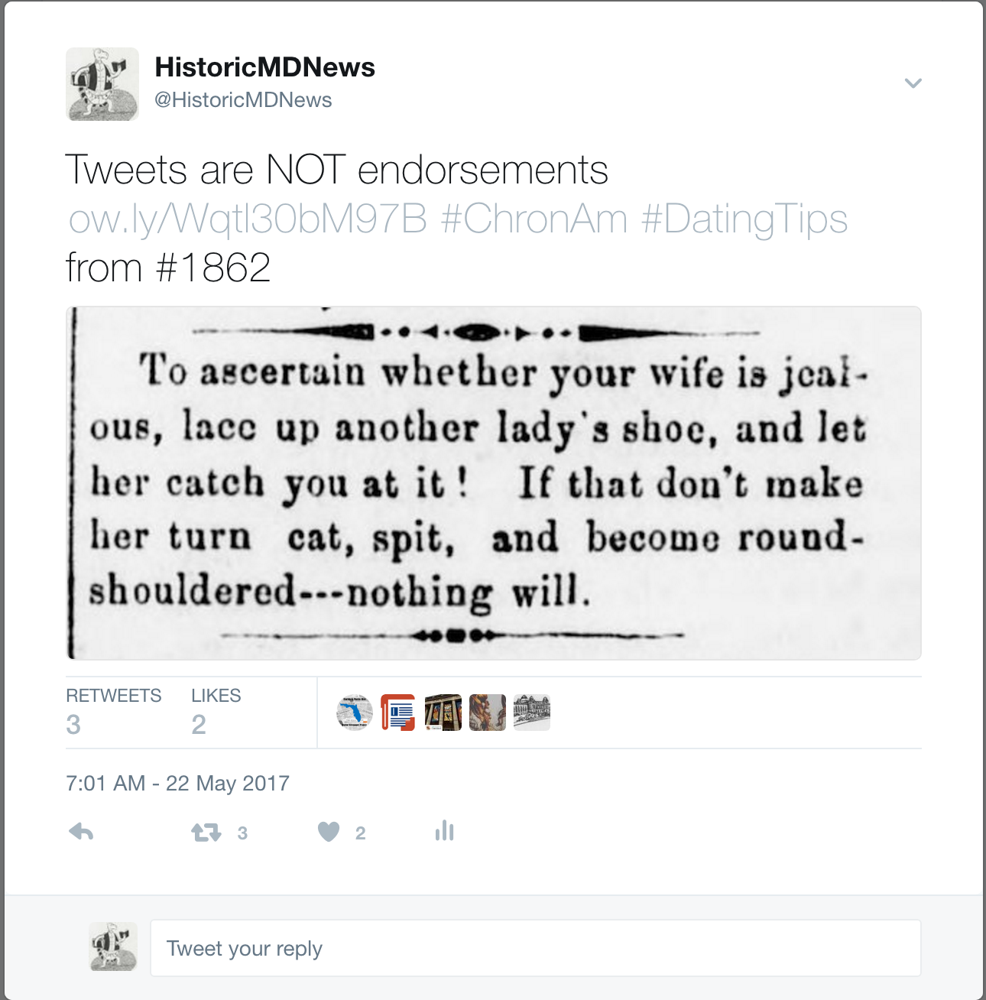 HistoricMDNews
@HistoricMDNews
Tweets are NOT endorsements
ow.ly/Wqtl30bM97B #ChronAm #DatingTips
from #1862
To ascertain whether your wife is jeal-
ous, lace up another lady's shoe, and let
her catch you at it! If that don't make
her turn cat, spit, and become round-
shouldered---nothing will.
RETWEETS LIKES
3 2
7:01 AM - 22 May 2017
3 2
Tweet your reply